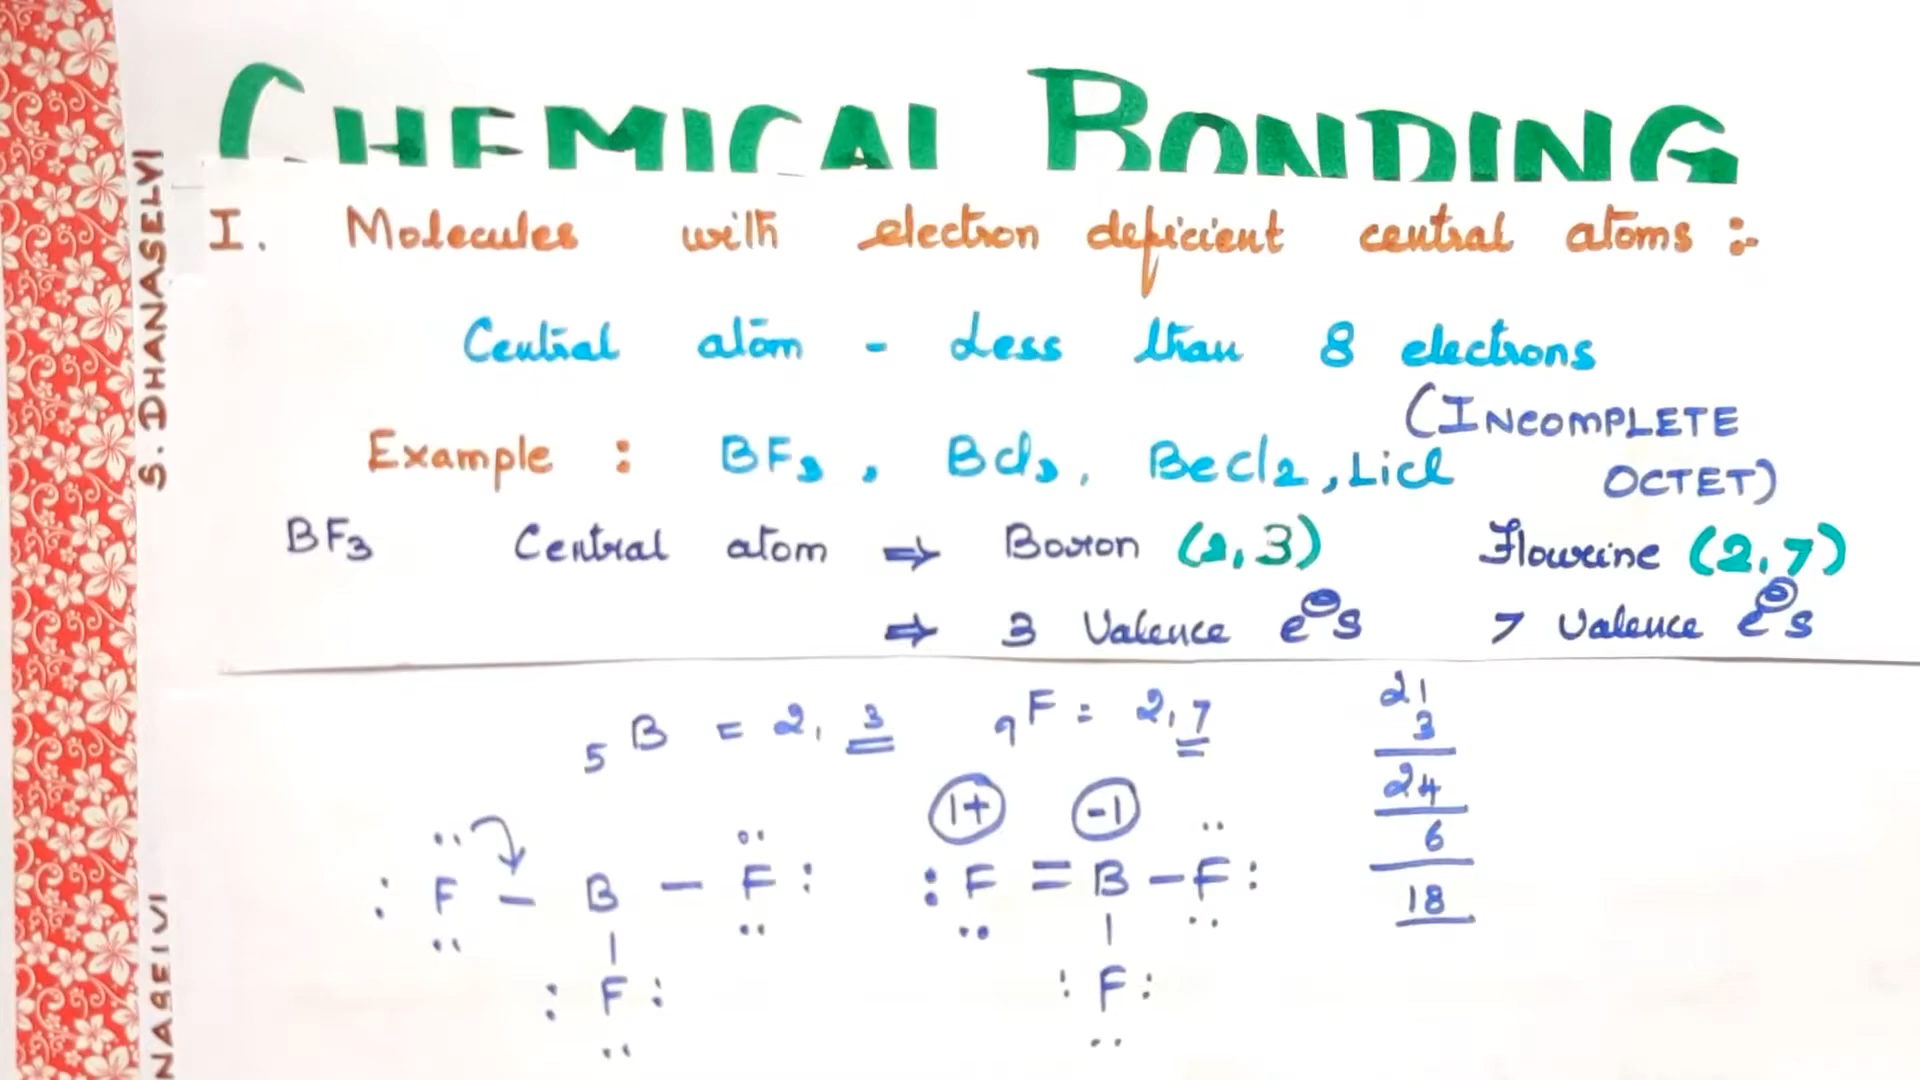 CHEMICAL BONDING
S. DHANASELVI
I. Molecules with electron deficient central atoms :-
Central atom - Less than 8 electrons
(INCOMPLETE
OCTET)
Example : BF3, BCl3, BeCl2, LiCl
BF3 Central atom ⇒ Boron (2,3) Flourine (2,7)
⇒ 3 Valence e⊖s 7 Valence e⊖s
5 B = 2, 3 9 F = 2, 7
21
3
24
6
18
1+ -1
: F - B - F : : F = B - F :
| |
: F : : F :